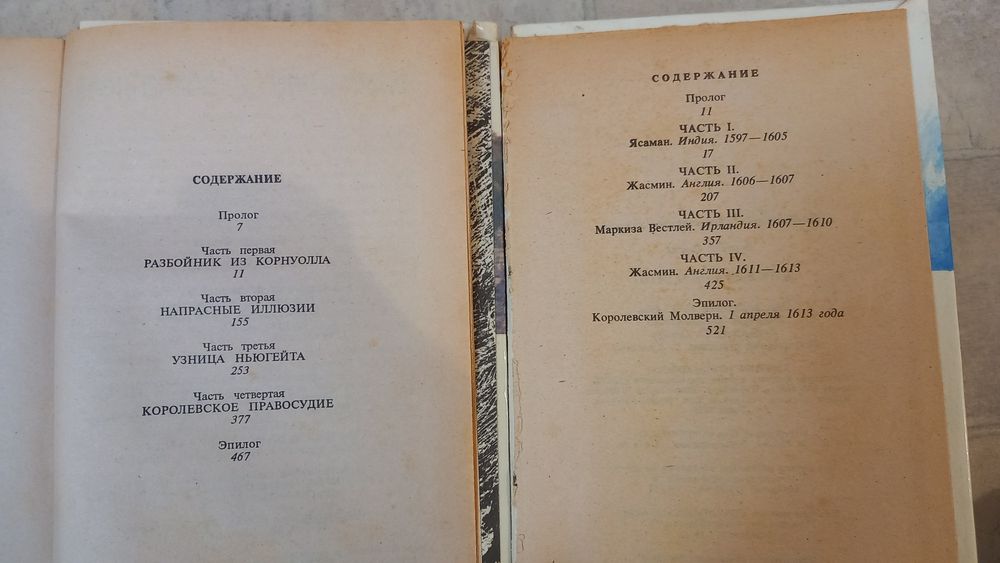 СОДЕРЖАНИЕ
Пролог
7
Часть первая
РАЗБОЙНИК ИЗ КОРНУОЛЛА
11
Часть вторая
НАПРАСНЫЕ ИЛЛЮЗИИ
155
Часть третья
УЗНИЦА НЬЮГЕЙТА
253
Часть четвертая
КОРОЛЕВСКОЕ ПРАВОСУДИЕ
377
Эпилог
467
СОДЕРЖАНИЕ
Пролог
11
ЧАСТЬ I.
Ясаман. Индия. 1597—1605
17
ЧАСТЬ II.
Жасмин. Англия. 1606—1607
207
ЧАСТЬ III.
Маркиза Вестлей. Ирландия. 1607—1610
357
ЧАСТЬ IV.
Жасмин. Англия. 1611—1613
425
Эпилог.
Королевский Молверн. 1 апреля 1613 года
521